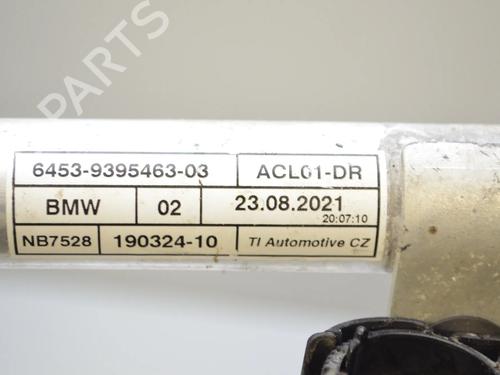 6453-9395463-03 ACL01-DR
BMW 02 23.08.2021
20:07:10
NB7528 190324-10 TI Automotive CZ
B-PARTS